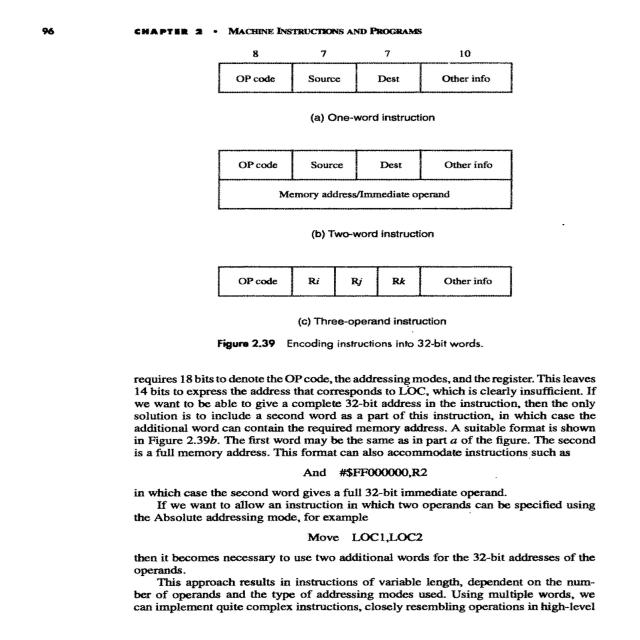 96 CHAPTER 2 • MACHINE INSTRUCTIONS AND PROGRAMS
8 7 7 10
OP code Source Dest Other info
(a) One-word instruction
OP code Source Dest Other info
Memory address/Immediate operand
(b) Two-word instruction
OP code Ri Rj Rk Other info
(c) Three-operand instruction
Figure 2.39 Encoding instructions into 32-bit words.
requires 18 bits to denote the OP code, the addressing modes, and the register. This leaves
14 bits to express the address that corresponds to LOC, which is clearly insufficient. If
we want to be able to give a complete 32-bit address in the instruction, then the only
solution is to include a second word as a part of this instruction, in which case the
additional word can contain the required memory address. A suitable format is shown
in Figure 2.39b. The first word may be the same as in part a of the figure. The second
is a full memory address. This format can also accommodate instructions such as
And #$FF000000,R2
in which case the second word gives a full 32-bit immediate operand.
If we want to allow an instruction in which two operands can be specified using
the Absolute addressing mode, for example
Move LOC1,LOC2
then it becomes necessary to use two additional words for the 32-bit addresses of the
operands.
This approach results in instructions of variable length, dependent on the num-
ber of operands and the type of addressing modes used. Using multiple words, we
can implement quite complex instructions, closely resembling operations in high-level